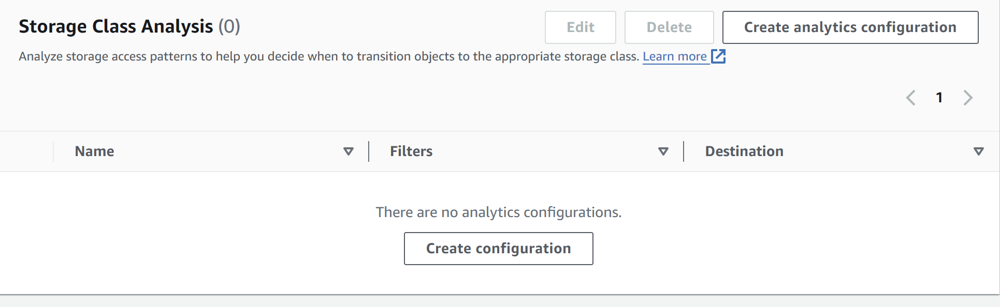 Storage Class Analysis (0)
Edit
Delete
Create analytics configuration
Analyze storage access patterns to help you decide when to transition objects to the appropriate storage class. Learn more
1
Name
Filters
Destination
There are no analytics configurations.
Create configuration